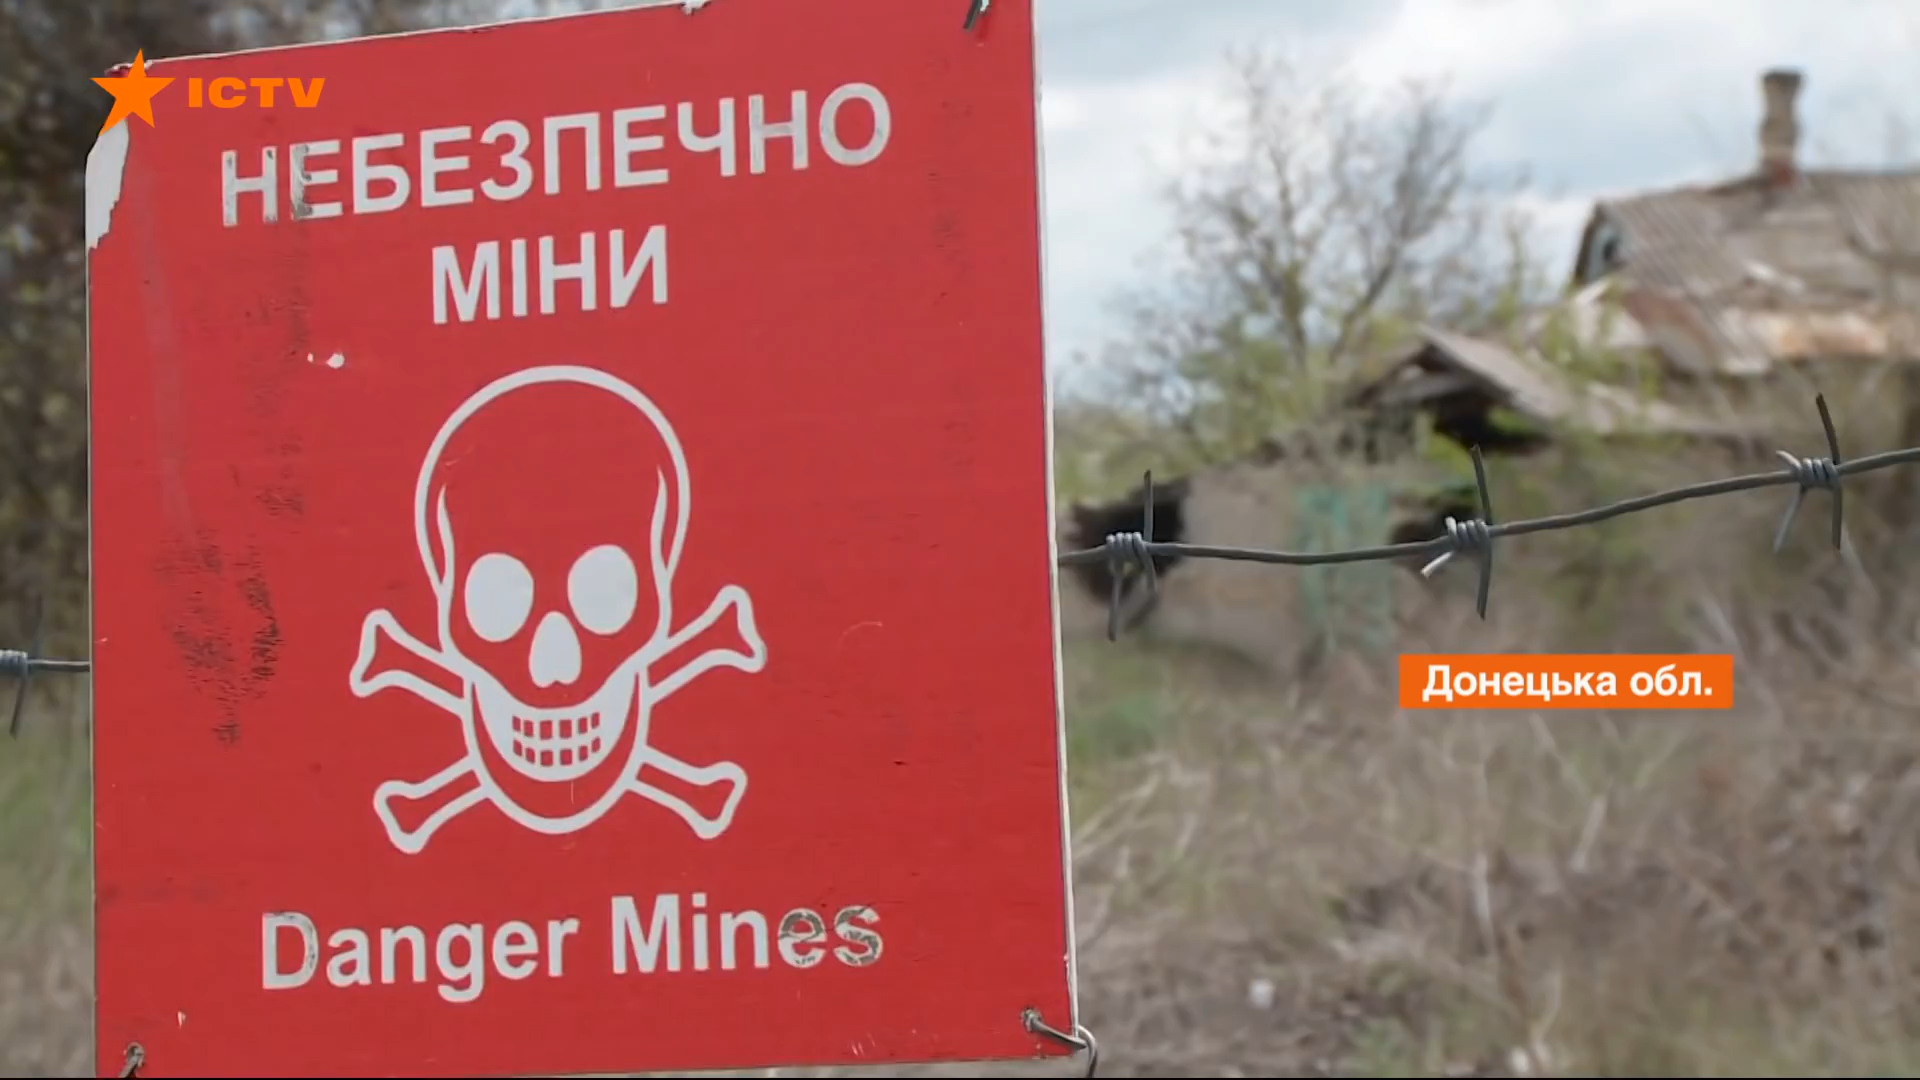 ICTV
НЕБЕЗПЕЧНО
МІНИ
Danger Mines
Донецька обл.